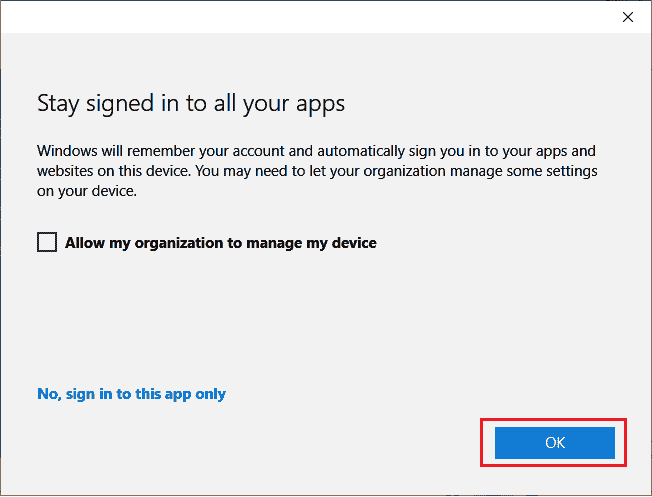 Stay signed in to all your apps
Windows will remember your account and automatically sign you in to your apps and
websites on this device. You may need to let your organization manage some settings
on your device.
Allow my organization to manage my device
No, sign in to this app only
OK